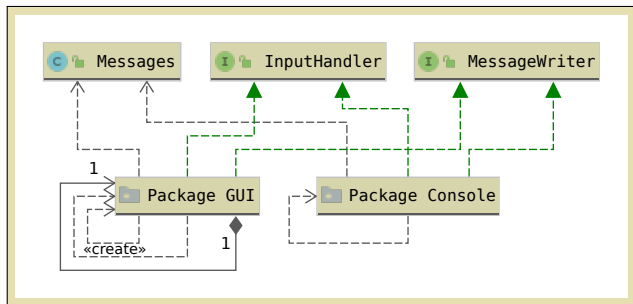 C Messages
I InputHandler
I MessageWriter
1
Package GUI
Package Console
1
«create»